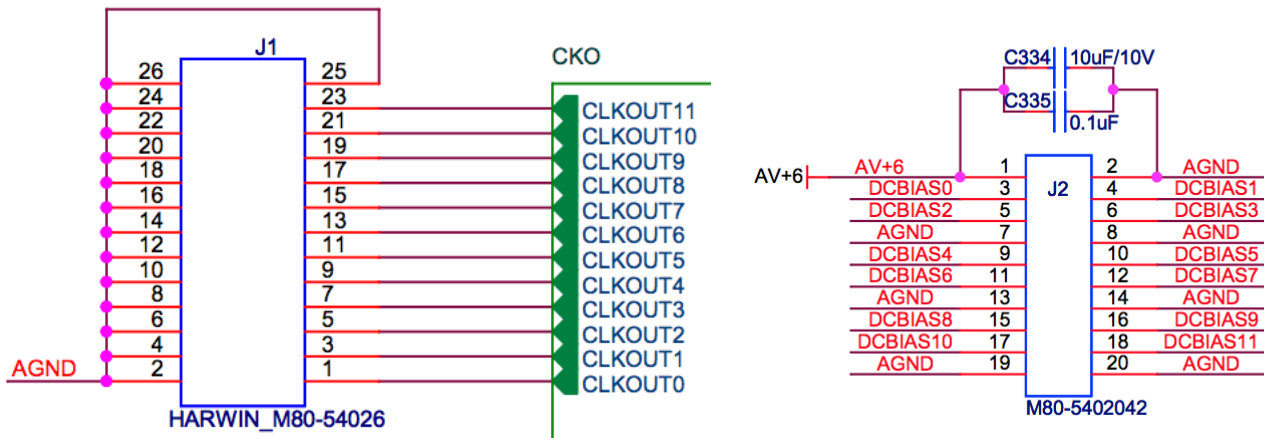 J1
26 25
24 23
22 21
20 19
18 17
16 15
14 13
12 11
10 9
8 7
6 5
4 3
2 1
AGND
HARWIN_M80-54026
CKO
CLKOUT11
CLKOUT10
CLKOUT9
CLKOUT8
CLKOUT7
CLKOUT6
CLKOUT5
CLKOUT4
CLKOUT3
CLKOUT2
CLKOUT1
CLKOUT0
C334 10uF/10V
C335
0.1uF
J2
AV+6 AV+6 1 2 AGND
DCBIAS0 3 4 DCBIAS1
DCBIAS2 5 6 DCBIAS3
AGND 7 8 AGND
DCBIAS4 9 10 DCBIAS5
DCBIAS6 11 12 DCBIAS7
AGND 13 14 AGND
DCBIAS8 15 16 DCBIAS9
DCBIAS10 17 18 DCBIAS11
AGND 19 20 AGND
M80-5402042